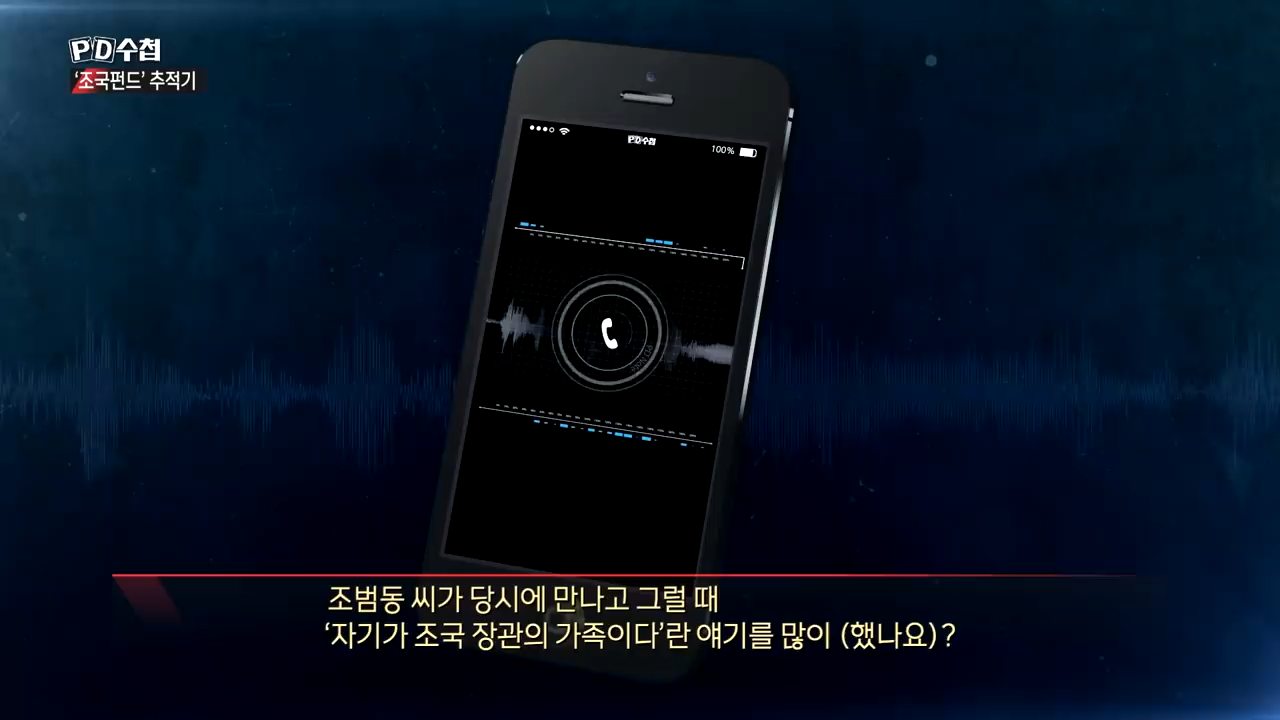 PD수첩
'조국펀드' 추적기
PD수첩
100%
조범동 씨가 당시에 만나고 그럴 때
'자기가 조국 장관의 가족이다'란 얘기를 많이 (했나요)?